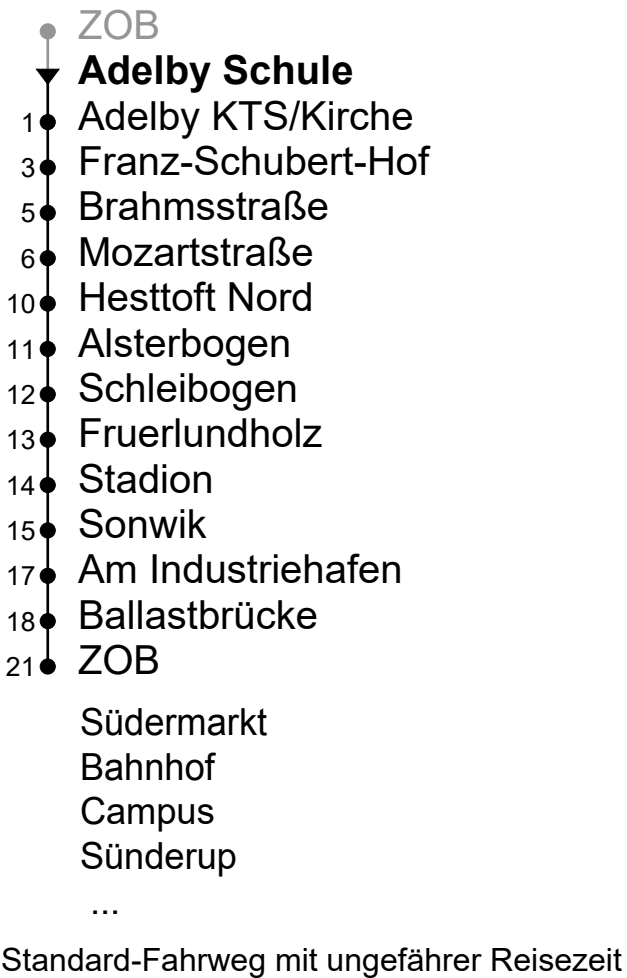 ZOB
Adelby Schule
1 Adelby KTS/Kirche
3 Franz-Schubert-Hof
5 Brahmsstraße
6 Mozartstraße
10 Hesttoft Nord
11 Alsterbogen
12 Schleibogen
13 Fruerlundholz
14 Stadion
15 Sonwik
17 Am Industriehafen
18 Ballastbrücke
21 ZOB
Südermarkt
Bahnhof
Campus
Sünderup
...
Standard-Fahrweg mit ungefährer Reisezeit